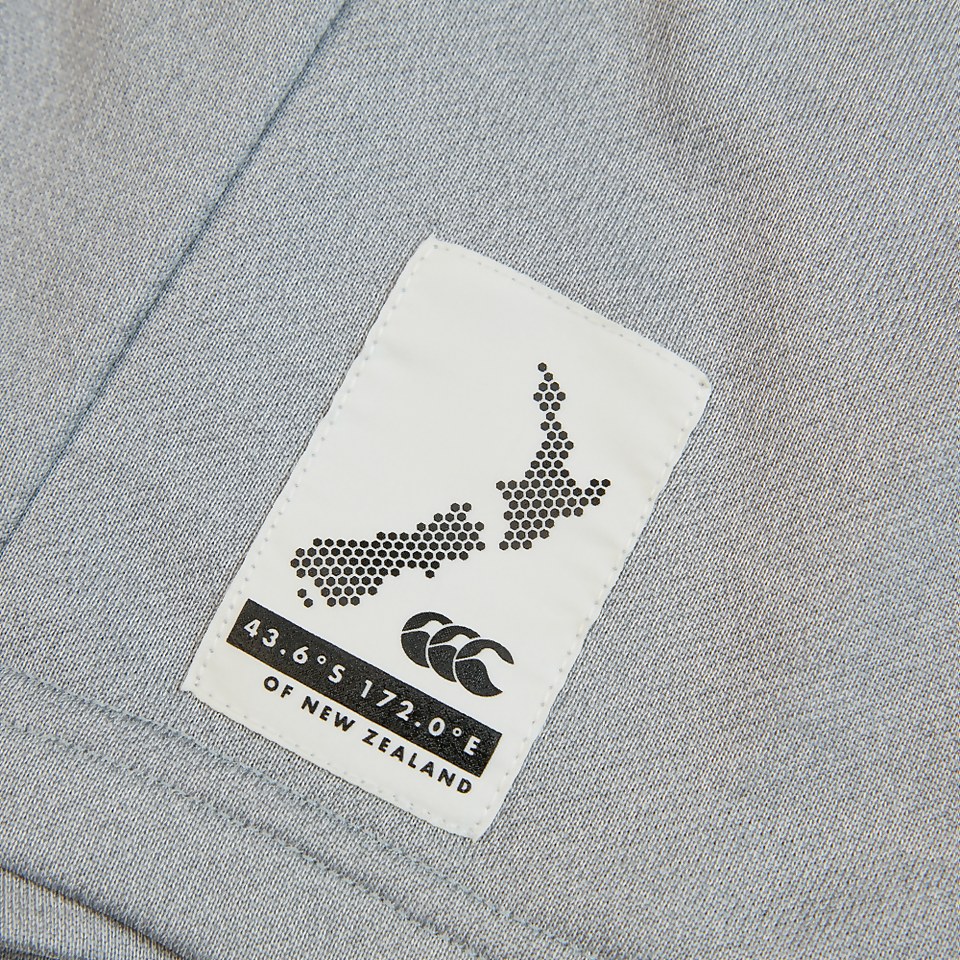 43.6°S 172.0°E
OF NEW ZEALAND